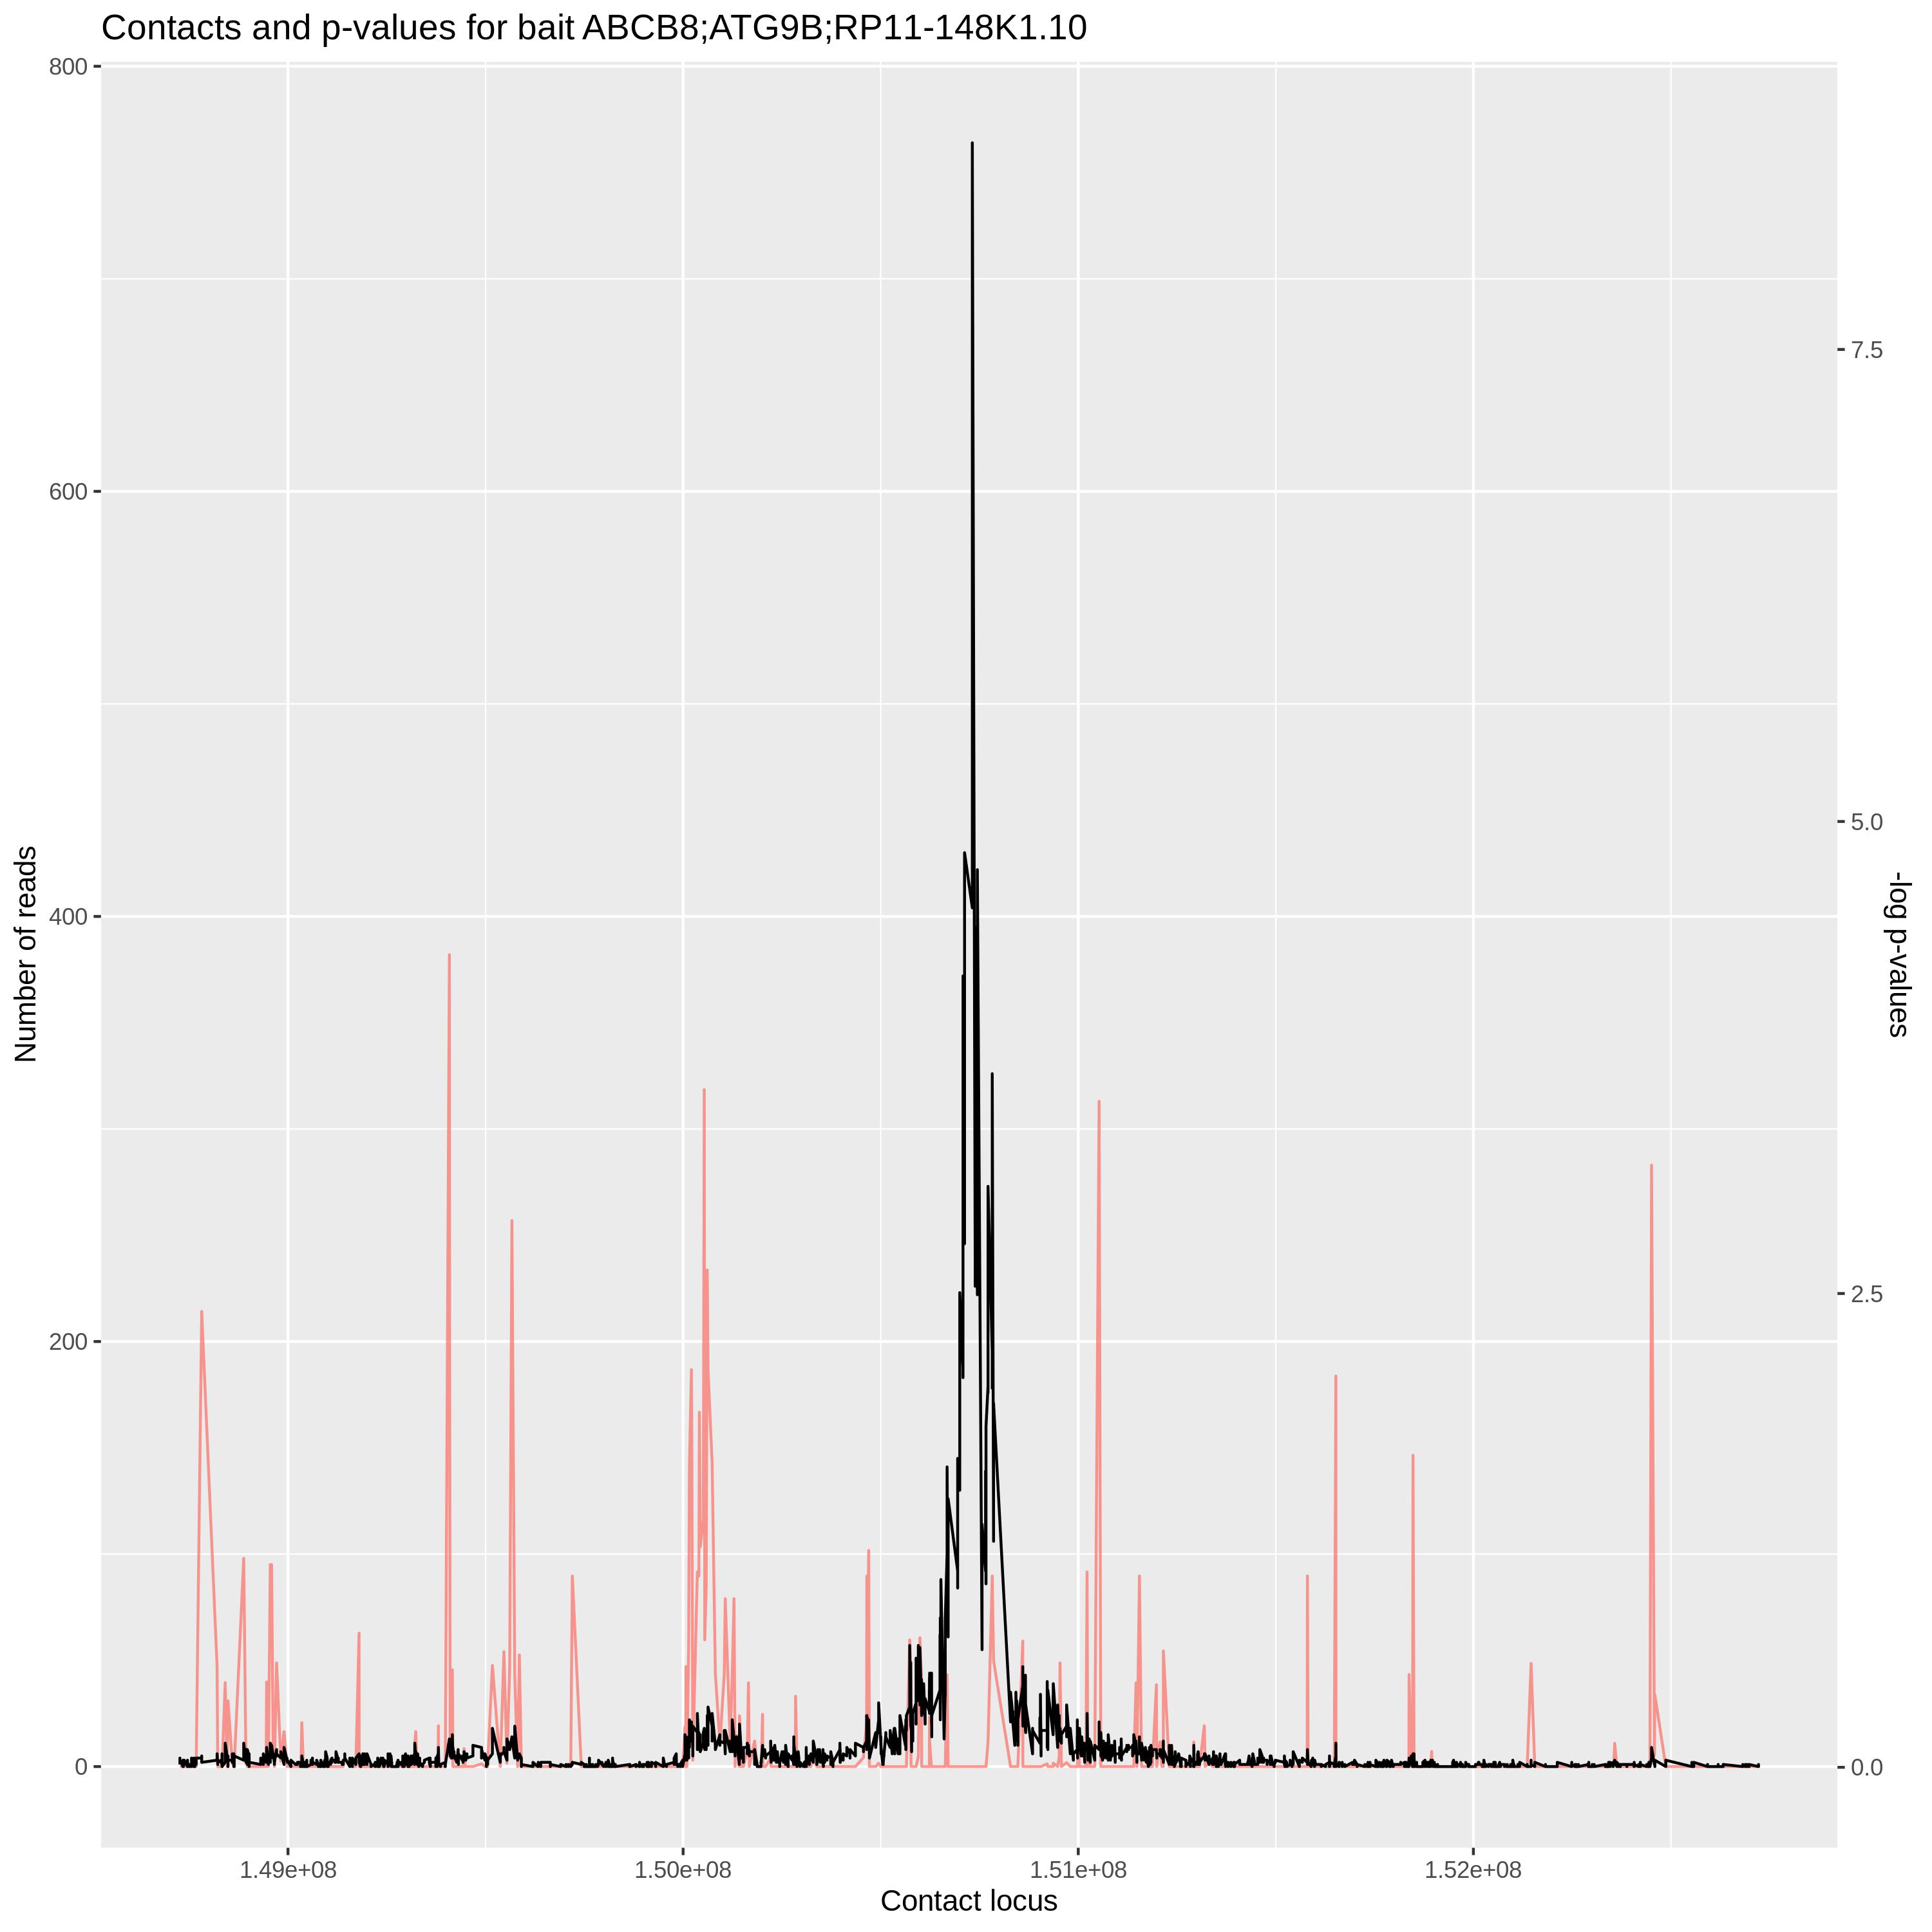 Contacts and p-values for bait ABCB8;ATG9B;RP11-148K1.10
800
600
400
200
0
Number of reads
7.5
5.0
2.5
0.0
-log p-values
1.49e+08
1.50e+08
1.51e+08
1.52e+08
Contact locus